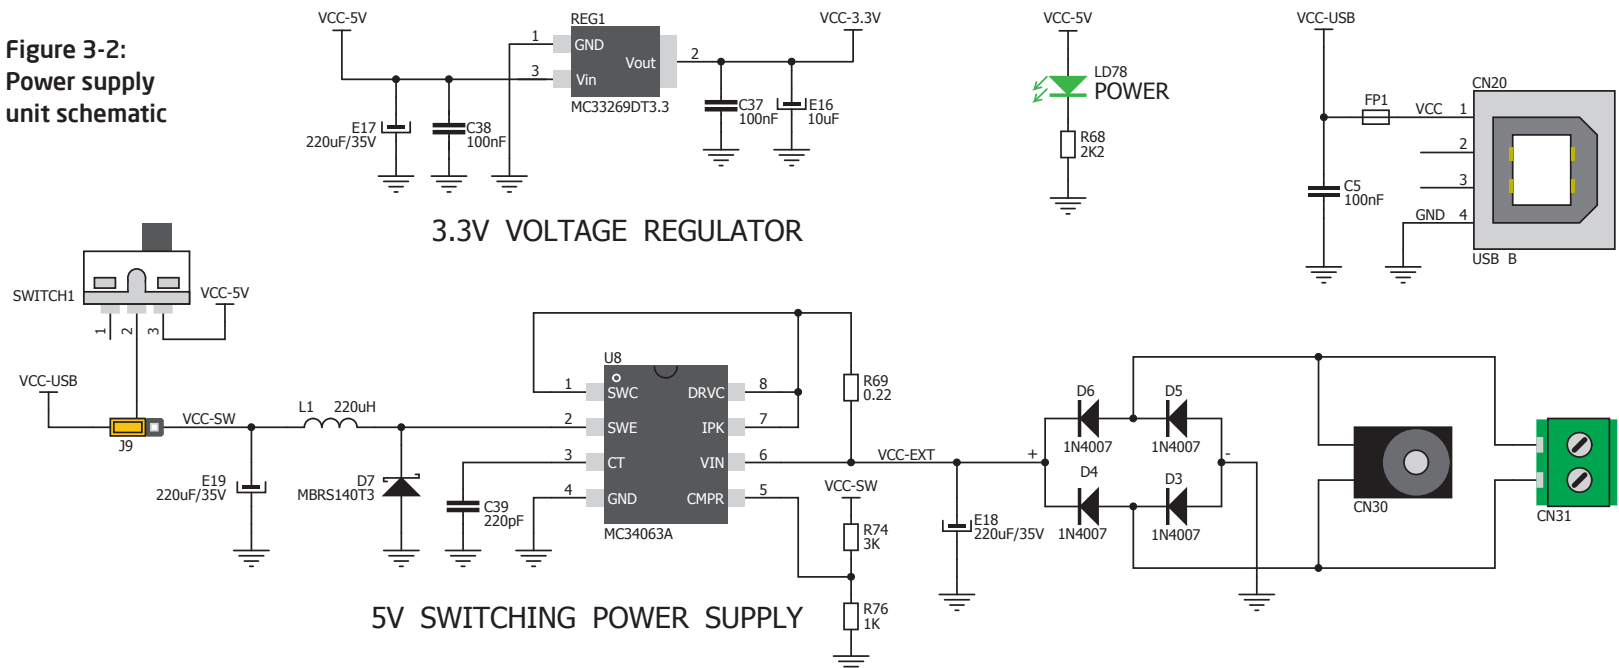 Figure 3-2:
Power supply
unit schematic
VCC-5V
REG1
VCC-3.3V
1
GND
Vout
2
3
Vin
MC33269DT3.3
E17
220uF/35V
C38
100nF
C37
100nF
E16
10uF
3.3V VOLTAGE REGULATOR
VCC-5V
LD78
POWER
R68
2K2
VCC-USB
CN20
FP1
VCC
1
2
3
GND
4
C5
100nF
USB B
SWITCH1
VCC-5V
1
2
3
VCC-USB
J9
VCC-SW
L1
220uH
E19
220uF/35V
D7
MBRS140T3
C39
220pF
U8
1
SWC
DRVC
8
2
SWE
IPK
7
3
CT
VIN
6
4
GND
CMPR
5
MC34063A
R69
0.22
VCC-EXT
VCC-SW
R74
3K
R76
1K
E18
220uF/35V
5V SWITCHING POWER SUPPLY
+
-
D6
1N4007
D5
1N4007
D4
1N4007
D3
1N4007
CN30
CN31